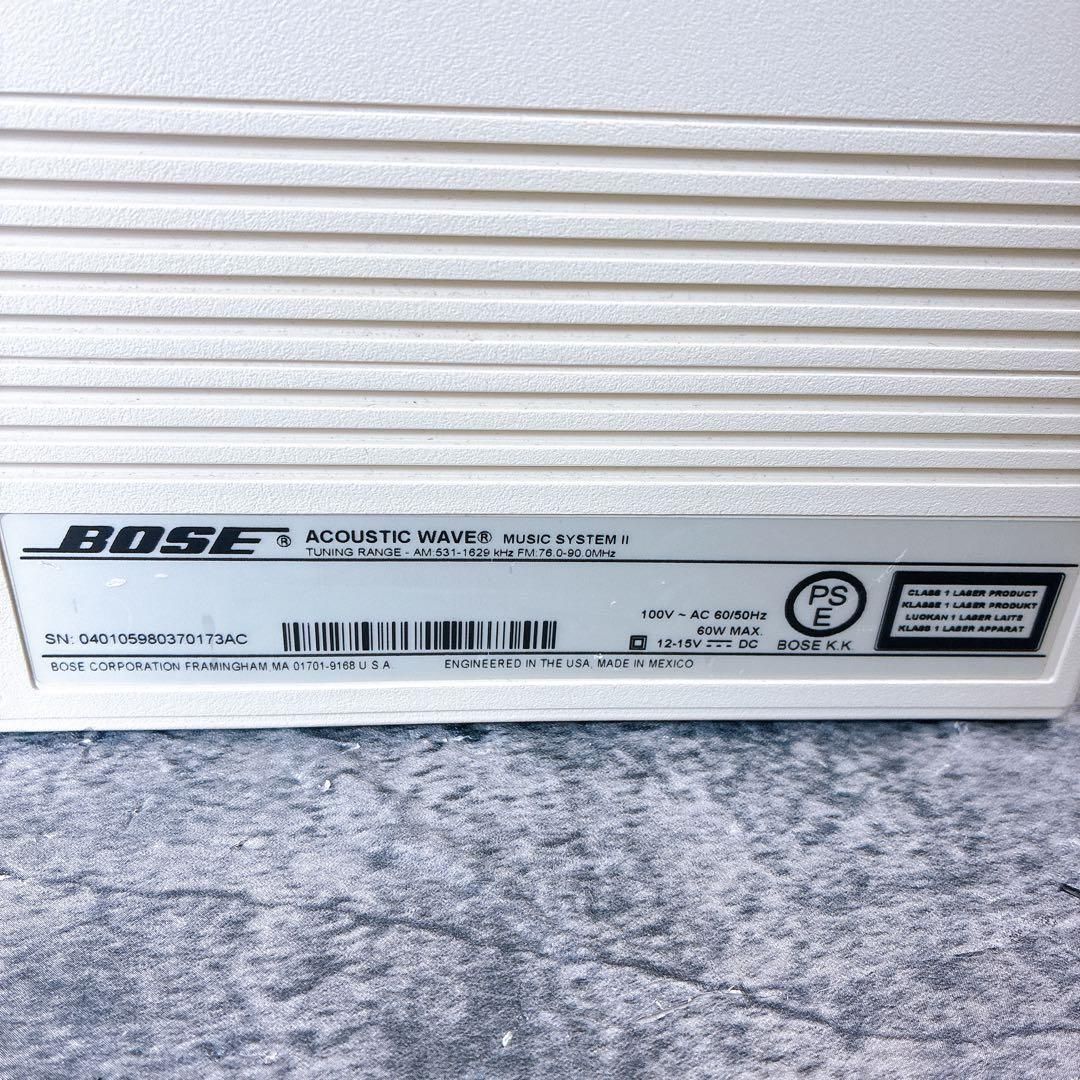 BOSE® ACOUSTIC WAVE® MUSIC SYSTEM II
TUNING RANGE - AM:531-1629 kHz FM:76.0-90.0MHz
SN: 040105980370173AC
100V ~ AC 60/50Hz
60W MAX.
12-15V DC
PS
E
BOSE K.K.
CLASS 1 LASER PRODUCT
KLASSE 1 LASER PRODUKT
LUOKAN 1 LASER LAITE
KLASS 1 LASER APPARAT
BOSE CORPORATION FRAMINGHAM, MA 01701-9168 U.S.A.
ENGINEERED IN THE USA, MADE IN MEXICO